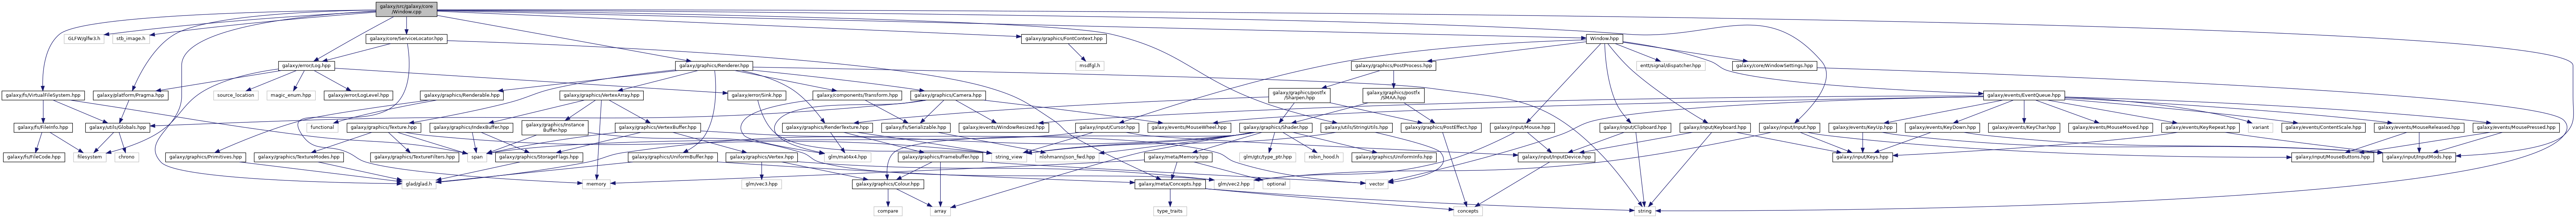 galaxy/src/galaxy/core
/Window.cpp
GLFW/glfw3.h
stb_image.h
galaxy/core/ServiceLocator.hpp
galaxy/graphics/FontContext.hpp
Window.hpp
galaxy/error/Log.hpp
galaxy/graphics/Renderer.hpp
msdfgl.h
galaxy/graphics/PostProcess.hpp
entt/signal/dispatcher.hpp
galaxy/core/WindowSettings.hpp
galaxy/fs/VirtualFileSystem.hpp
galaxy/platform/Pragma.hpp
source_location
magic_enum.hpp
galaxy/error/LogLevel.hpp
galaxy/graphics/Renderable.hpp
galaxy/graphics/VertexArray.hpp
galaxy/error/Sink.hpp
galaxy/components/Transform.hpp
galaxy/graphics/Camera.hpp
galaxy/graphics/postfx
/Sharpen.hpp
galaxy/graphics/postfx
/SMAA.hpp
galaxy/events/EventQueue.hpp
galaxy/fs/FileInfo.hpp
galaxy/utils/Globals.hpp
functional
galaxy/graphics/Texture.hpp
galaxy/graphics/IndexBuffer.hpp
galaxy/graphics/Instance
Buffer.hpp
galaxy/graphics/VertexBuffer.hpp
galaxy/graphics/RenderTexture.hpp
galaxy/fs/Serializable.hpp
galaxy/events/WindowResized.hpp
galaxy/input/Cursor.hpp
galaxy/events/MouseWheel.hpp
galaxy/graphics/Shader.hpp
galaxy/utils/StringUtils.hpp
galaxy/graphics/PostEffect.hpp
galaxy/input/Mouse.hpp
galaxy/input/Clipboard.hpp
galaxy/input/Keyboard.hpp
galaxy/input/Input.hpp
galaxy/events/KeyUp.hpp
galaxy/events/KeyDown.hpp
galaxy/events/KeyChar.hpp
galaxy/events/MouseMoved.hpp
galaxy/events/KeyRepeat.hpp
variant
galaxy/events/ContentScale.hpp
galaxy/events/MouseReleased.hpp
galaxy/events/MousePressed.hpp
galaxy/fs/FileCode.hpp
filesystem
chrono
galaxy/graphics/Primitives.hpp
galaxy/graphics/TextureModes.hpp
galaxy/graphics/TextureFilters.hpp
span
galaxy/graphics/StorageFlags.hpp
galaxy/graphics/UniformBuffer.hpp
galaxy/graphics/Vertex.hpp
glm/mat4x4.hpp
galaxy/graphics/Framebuffer.hpp
string_view
nlohmann/json_fwd.hpp
galaxy/meta/Memory.hpp
glm/gtc/type_ptr.hpp
robin_hood.h
galaxy/graphics/UniformInfo.hpp
galaxy/input/InputDevice.hpp
galaxy/input/Keys.hpp
galaxy/input/MouseButtons.hpp
galaxy/input/InputMods.hpp
glad/glad.h
memory
glm/vec3.hpp
galaxy/graphics/Colour.hpp
galaxy/meta/Concepts.hpp
glm/vec2.hpp
optional
vector
compare
array
type_traits
concepts
string